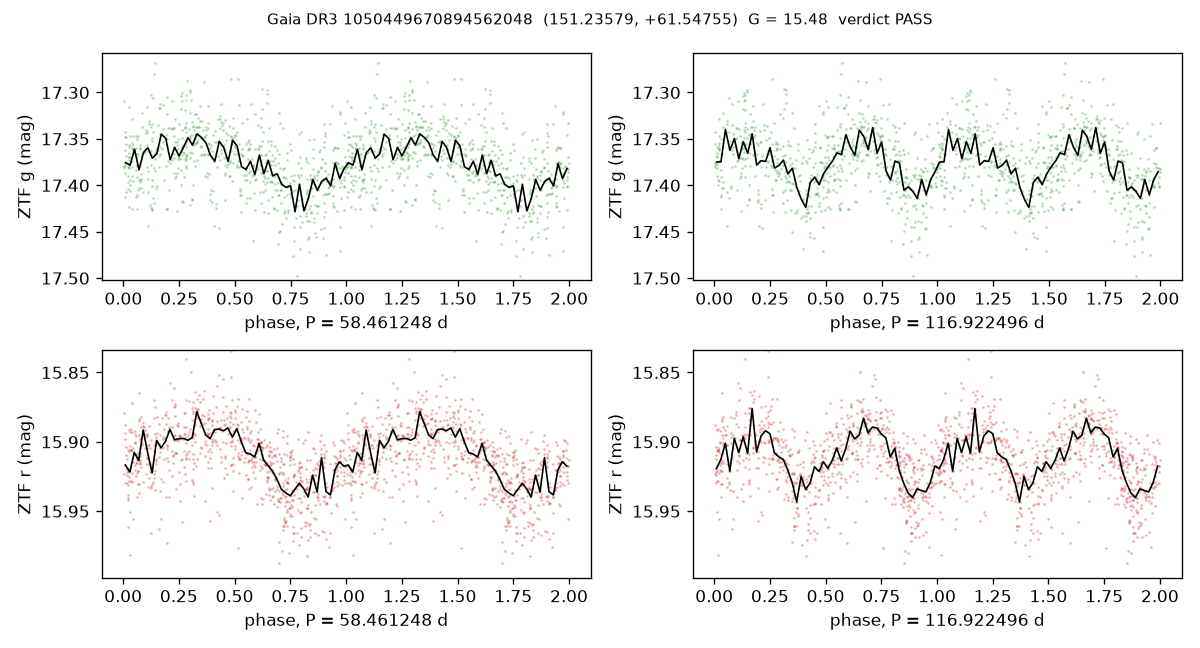 Gaia DR3 1050449670894562048  (151.23579, +61.54755)  G = 15.48  verdict PASS
ZTF g (mag)
17.30
17.35
17.40
17.45
17.50
0.00 0.25 0.50 0.75 1.00 1.25 1.50 1.75 2.00
phase, P = 58.461248 d
ZTF g (mag)
17.30
17.35
17.40
17.45
17.50
0.00 0.25 0.50 0.75 1.00 1.25 1.50 1.75 2.00
phase, P = 116.922496 d
ZTF r (mag)
15.85
15.90
15.95
0.00 0.25 0.50 0.75 1.00 1.25 1.50 1.75 2.00
phase, P = 58.461248 d
ZTF r (mag)
15.85
15.90
15.95
0.00 0.25 0.50 0.75 1.00 1.25 1.50 1.75 2.00
phase, P = 116.922496 d